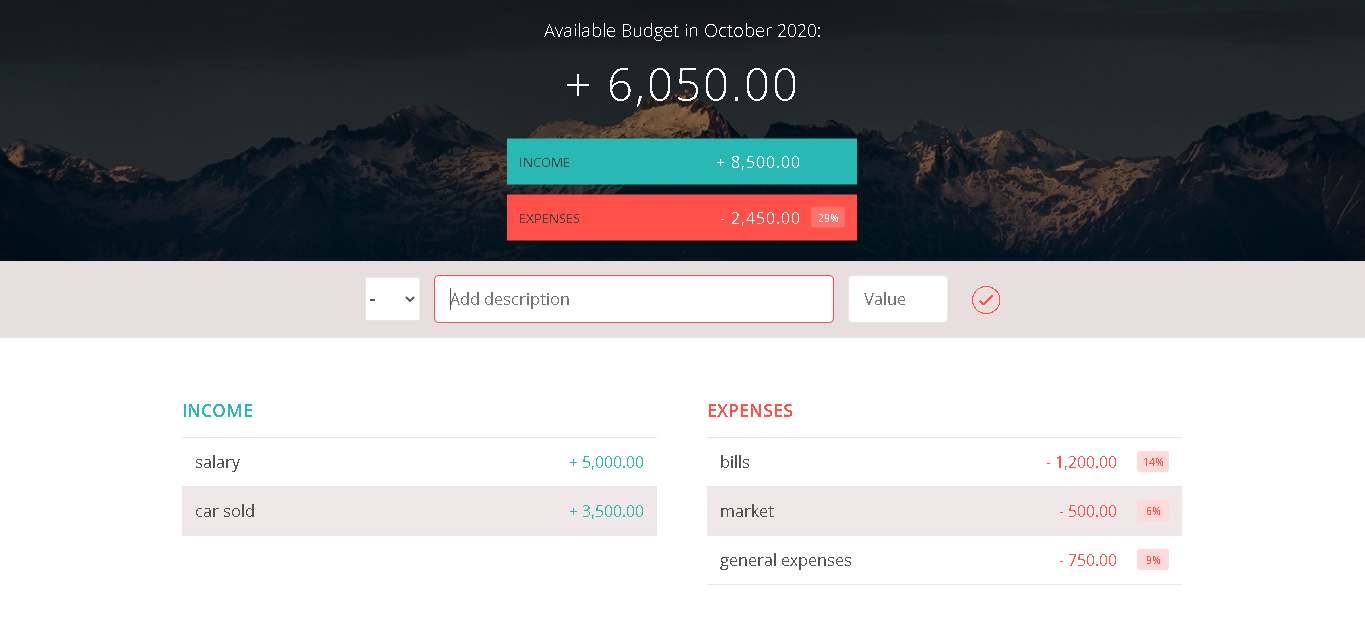 Available Budget in October 2020:
+ 6,050.00
INCOME + 8,500.00
EXPENSES - 2,450.00 29%
- Add description Value
INCOME
salary + 5,000.00
car sold + 3,500.00
EXPENSES
bills - 1,200.00 14%
market - 500.00 6%
general expenses - 750.00 9%